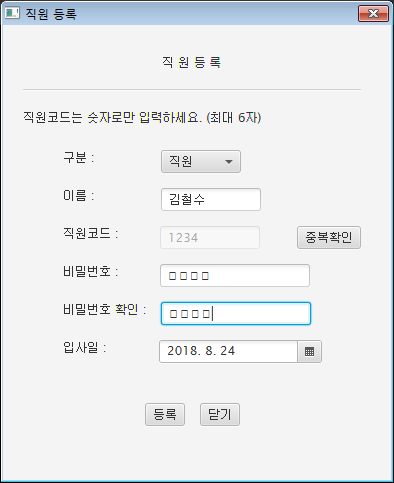 직원 등록
직 원 등 록
직원코드는 숫자로만 입력하세요. (최대 6자)
구분 : 직원
이름 : 김철수
직원코드 : 1234 중복확인
비밀번호 : □ □ □ □
비밀번호 확인 : □ □ □ □
입사일 : 2018. 8. 24
등록 닫기